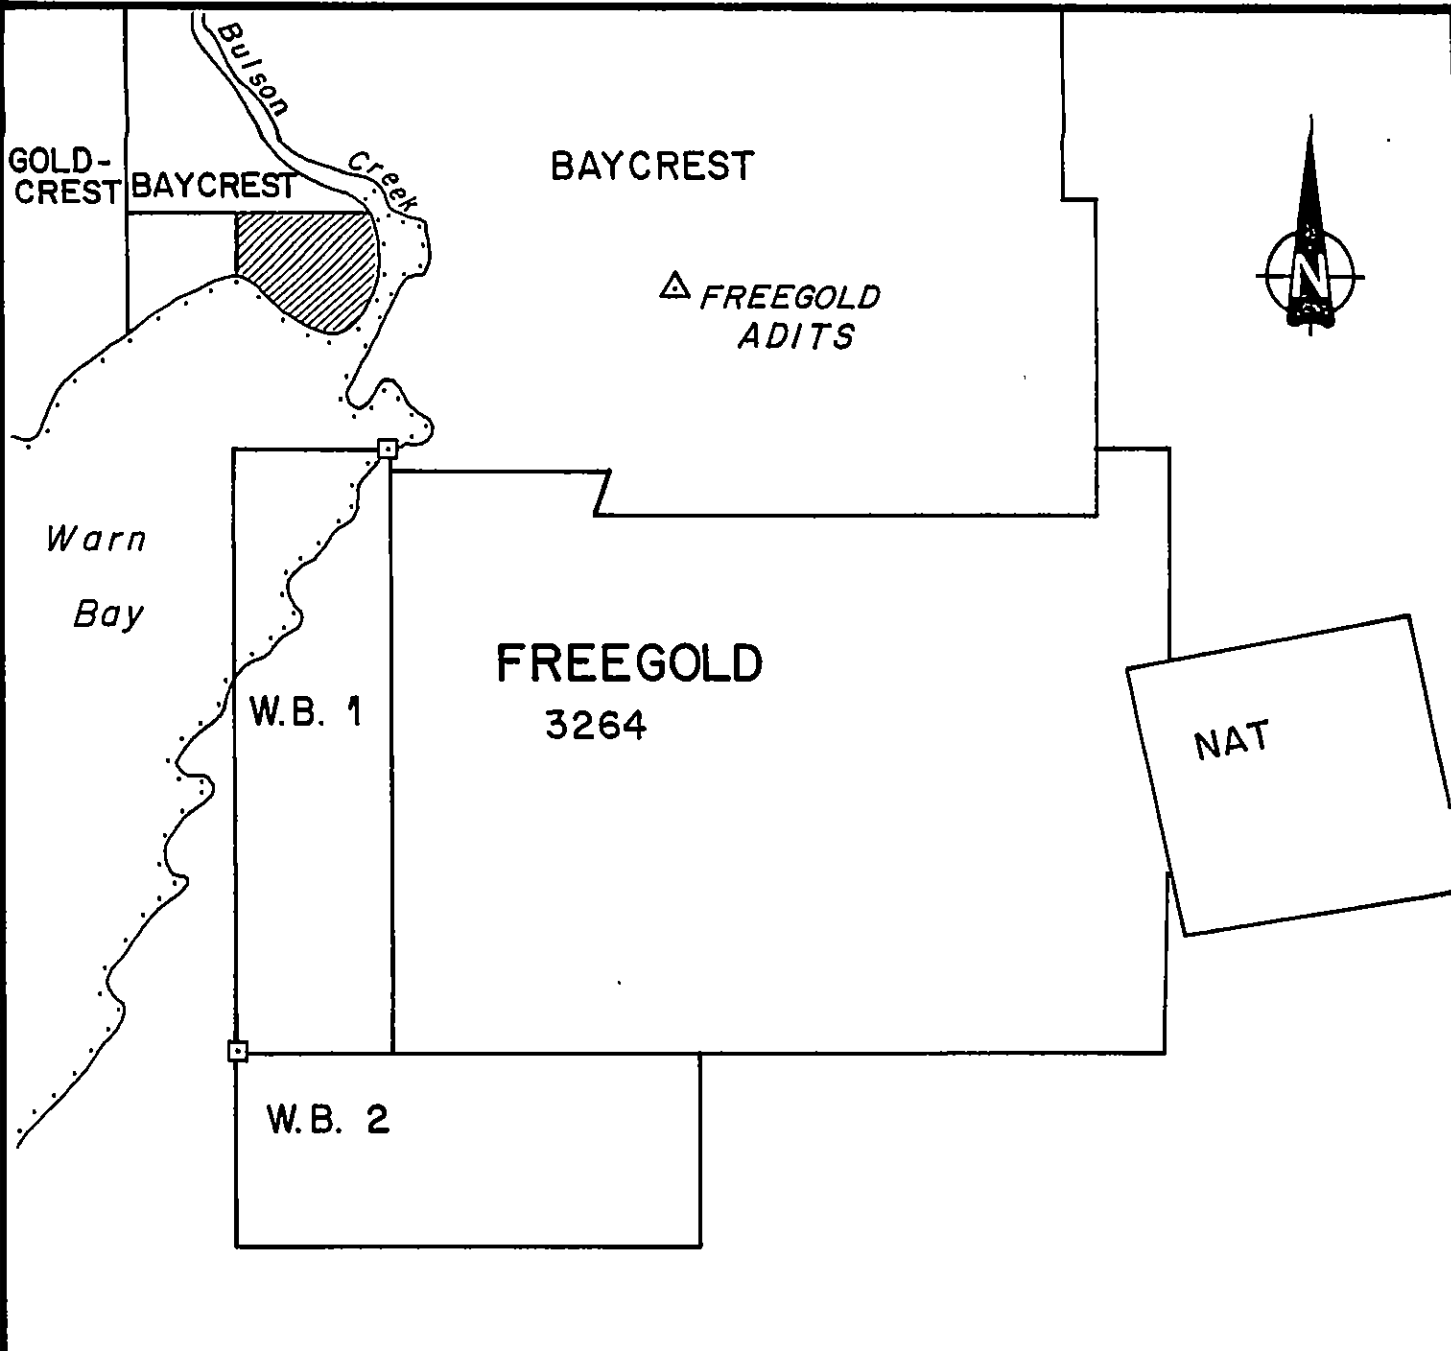 Bulson
Creek
GOLD-
CREST
BAYCREST
BAYCREST
N
FREEGOLD
ADITS
Warn
Bay
FREEGOLD
3264
W.B. 1
NAT
W.B. 2